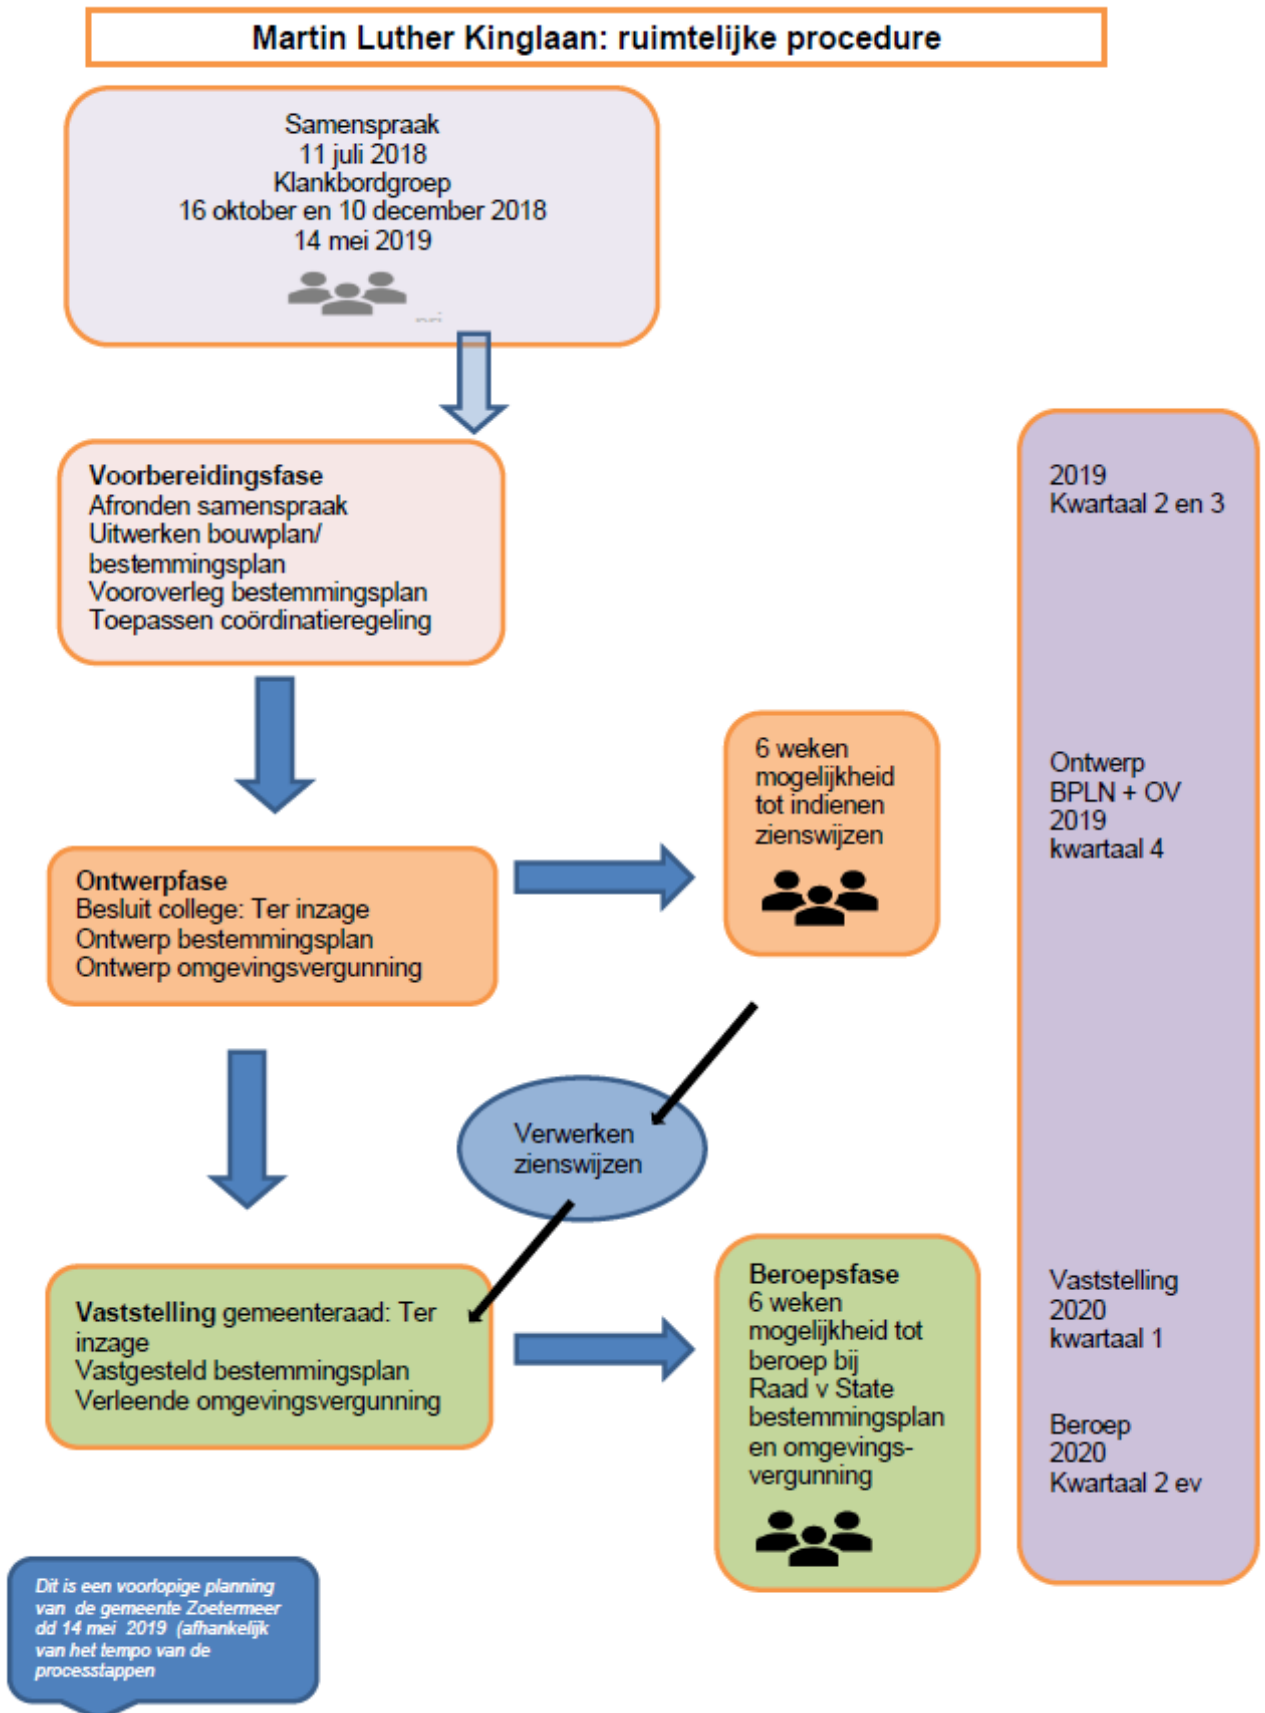 Martin Luther Kinglaan: ruimtelijke procedure
Samenspraak
11 juli 2018
Klankbordgroep
16 oktober en 10 december 2018
14 mei 2019
Voorbereidingsfase
Afronden samenspraak
Uitwerken bouwplan/
bestemmingsplan
Vooroverleg bestemmingsplan
Toepassen coördinatieregeling
2019
Kwartaal 2 en 3
6 weken
mogelijkheid
tot indienen
zienswijzen
Ontwerp
BPLN + OV
2019
kwartaal 4
Ontwerpfase
Besluit college: Ter inzage
Ontwerp bestemmingsplan
Ontwerp omgevingsvergunning
Verwerken
zienswijzen
Vaststelling gemeenteraad: Ter
inzage
Vastgesteld bestemmingsplan
Verleende omgevingsvergunning
Beroepsfase
6 weken
mogelijkheid tot
beroep bij
Raad v State
bestemmingsplan
en omgevings-
vergunning
Vaststelling
2020
kwartaal 1
Beroep
2020
Kwartaal 2 ev
Dit is een voorlopige planning
van de gemeente Zoetermeer
dd 14 mei 2019 (afhankelijk
van het tempo van de
processtappen